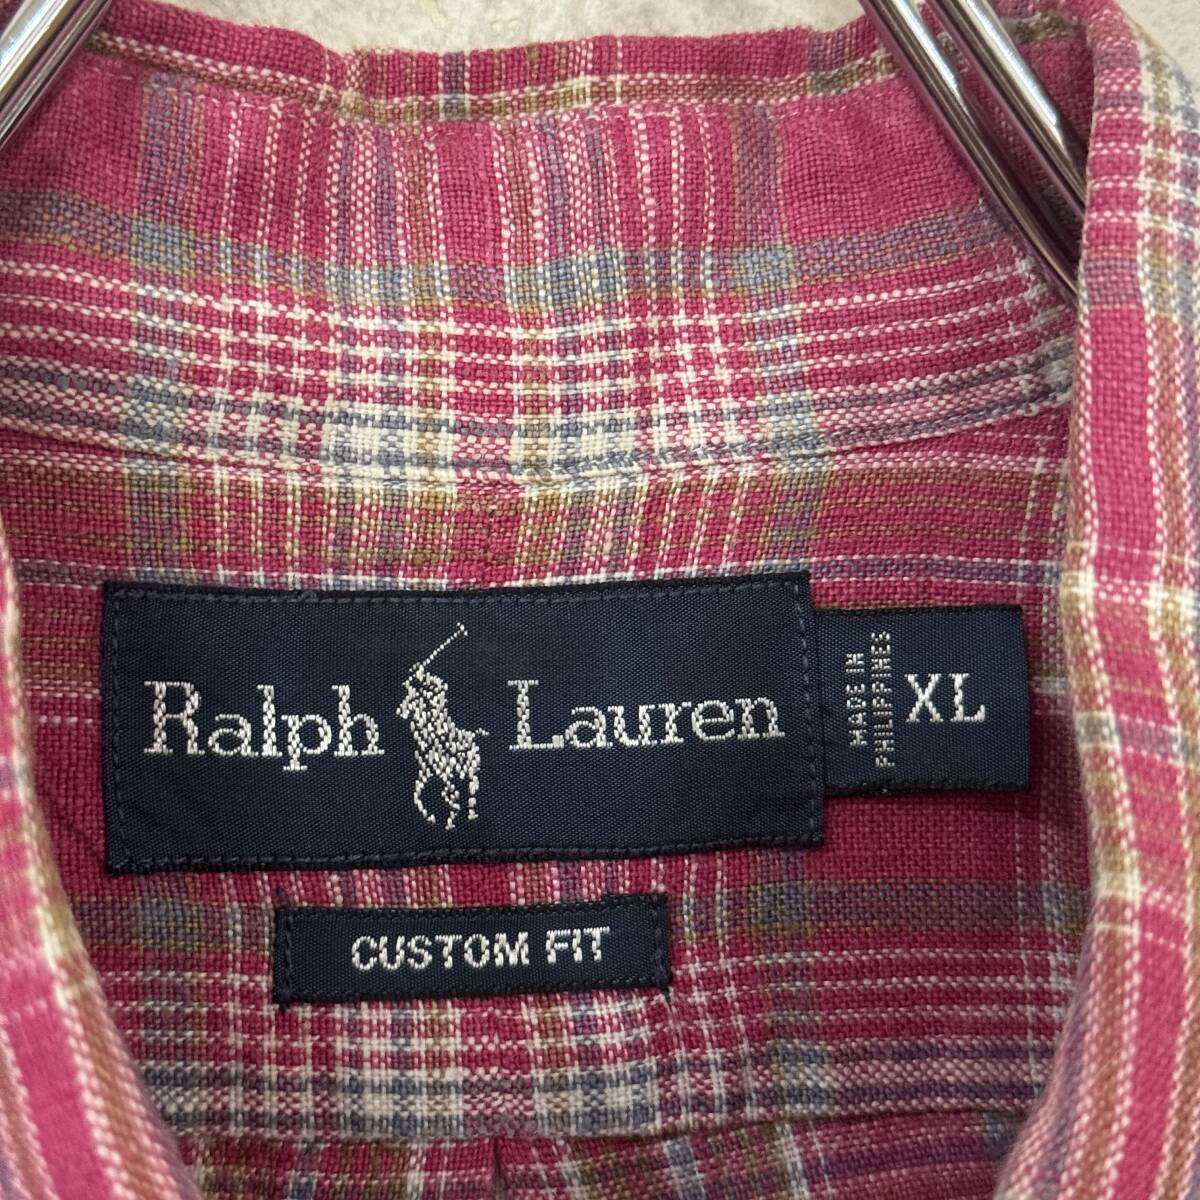 Ralph Lauren
MADE IN
PHILIPPINES
XL
CUSTOM FIT